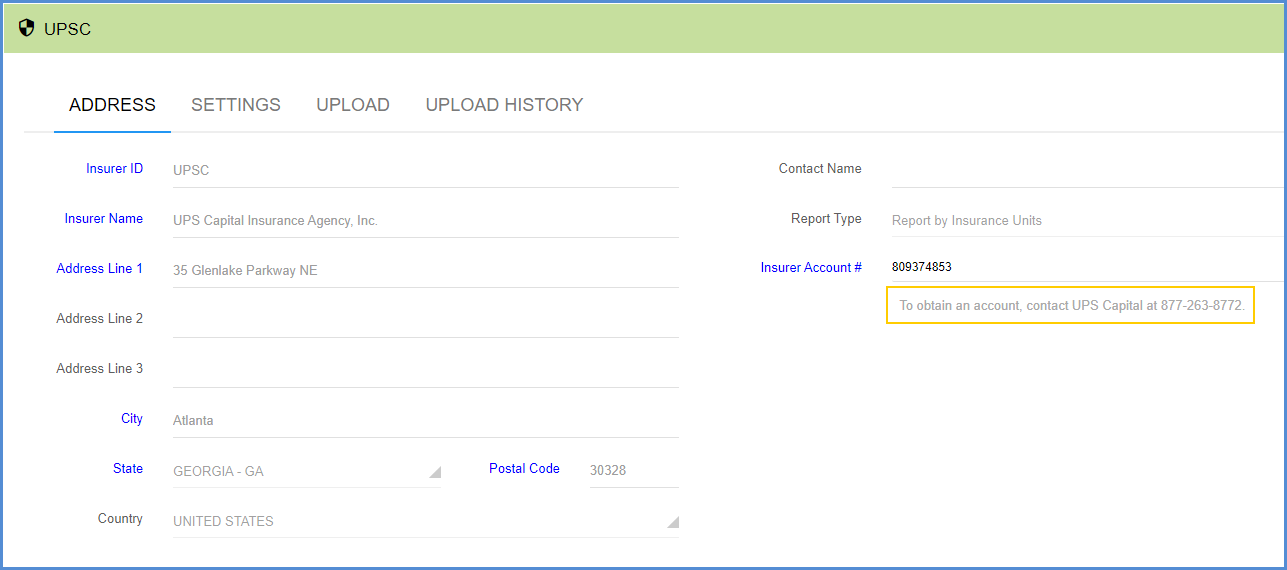 UPSC
ADDRESS SETTINGS UPLOAD UPLOAD HISTORY
Insurer ID UPSC
Insurer Name UPS Capital Insurance Agency, Inc.
Address Line 1 35 Glenlake Parkway NE
Address Line 2
Address Line 3
City Atlanta
State GEORGIA - GA Postal Code 30328
Country UNITED STATES
Contact Name
Report Type Report by Insurance Units
Insurer Account # 809374853
To obtain an account, contact UPS Capital at 877-263-8772.